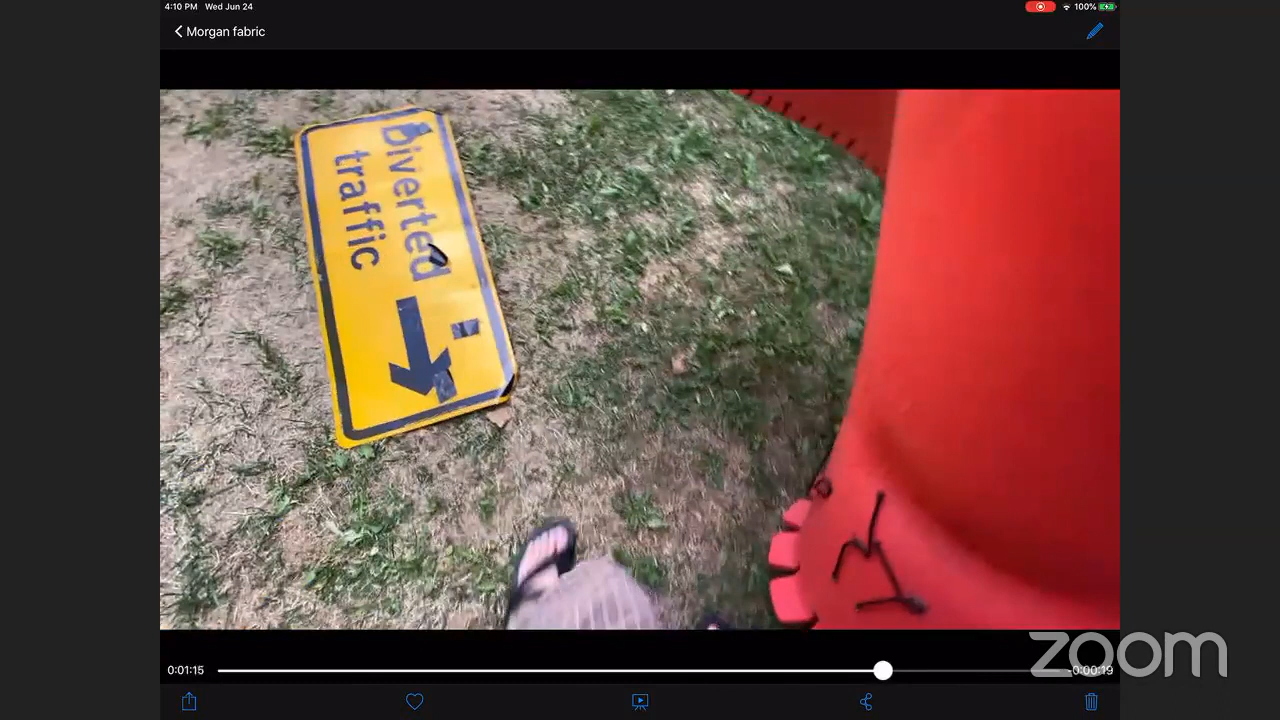 4:10 PM Wed Jun 24
100%
Morgan fabric
Diverted
traffic
0:01:15
-0:00:19
zoom